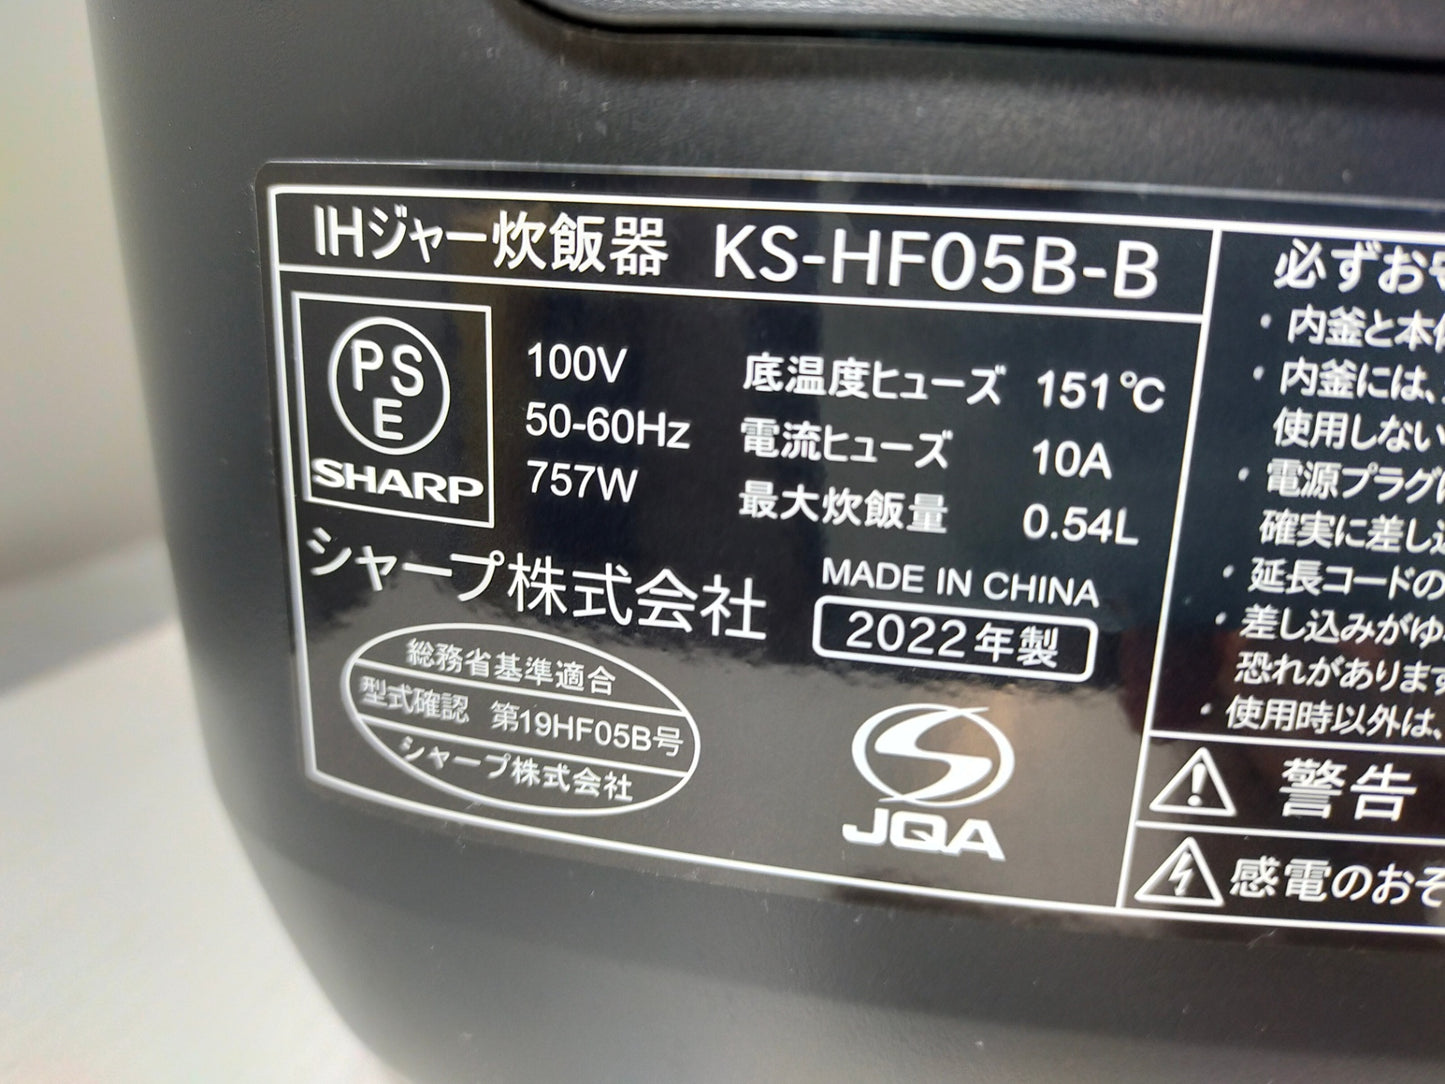 IHジャー炊飯器 KS-HF05B-B
PS
E
SHARP
100V
50-60Hz
757W
底温度ヒューズ 151℃
電流ヒューズ 10A
最大炊飯量 0.54L
シャープ株式会社
MADE IN CHINA
2022年製
総務省基準適合
型式確認 第19HF05B号
シャープ株式会社
JQA
必ずお
・内釜と本
・内釜には、
使用しない
・電源プラグ
確実に差し
・延長コードの
・差し込みがゆ
恐れがあります
・使用時以外は、
警告
感電のおそ